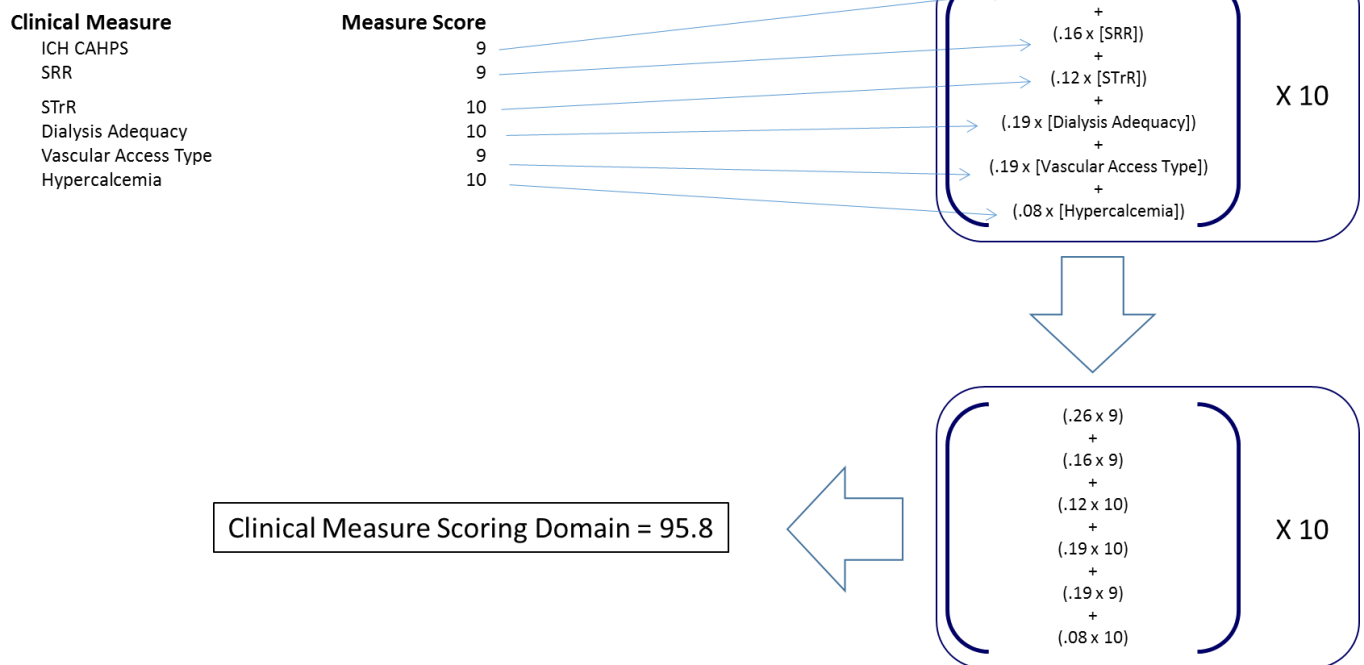 Clinical Measure Measure Score
ICH CAHPS 9
SRR 9
STrR 10
Dialysis Adequacy 10
Vascular Access Type 9
Hypercalcemia 10
+
(.16 x [SRR])
+
(.12 x [STrR])
+
(.19 x [Dialysis Adequacy])
+
(.19 x [Vascular Access Type])
+
(.08 x [Hypercalcemia])
X 10
(.26 x 9)
+
(.16 x 9)
+
(.12 x 10)
+
(.19 x 10)
+
(.19 x 9)
+
(.08 x 10)
X 10
Clinical Measure Scoring Domain = 95.8